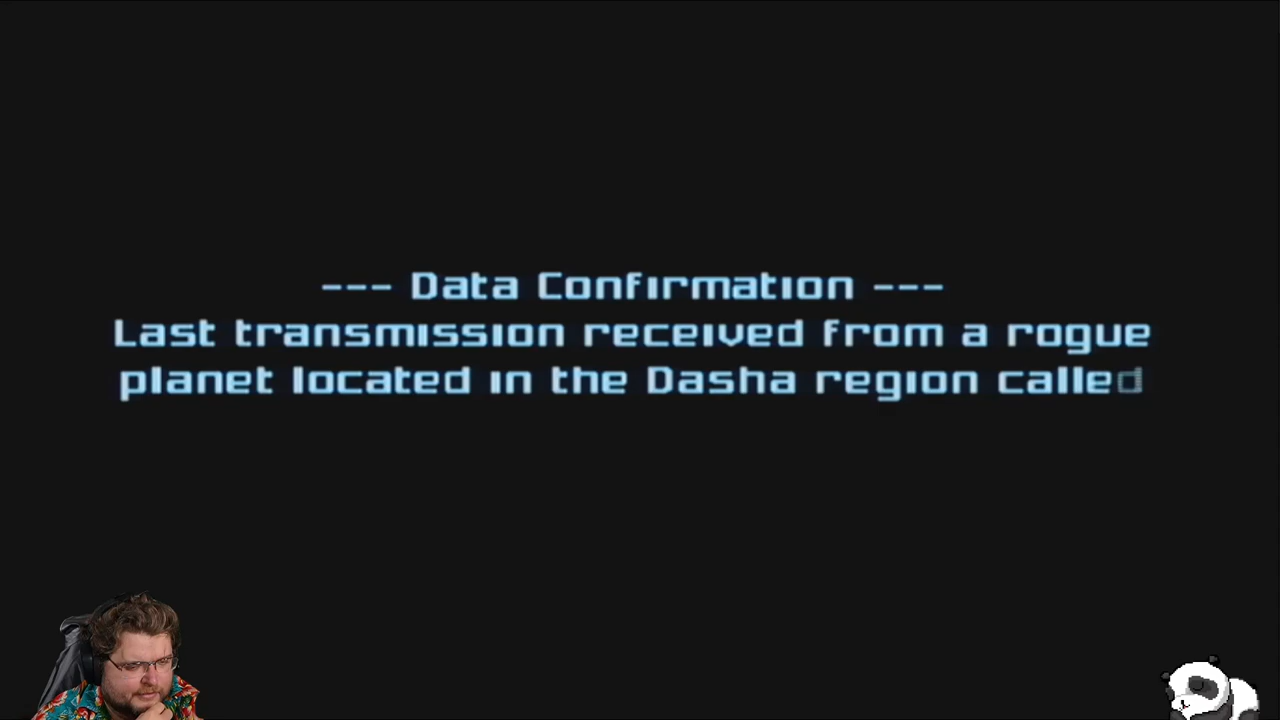 --- Data Confirmation ---
Last transmission received from a rogue
planet located in the Dasha region called